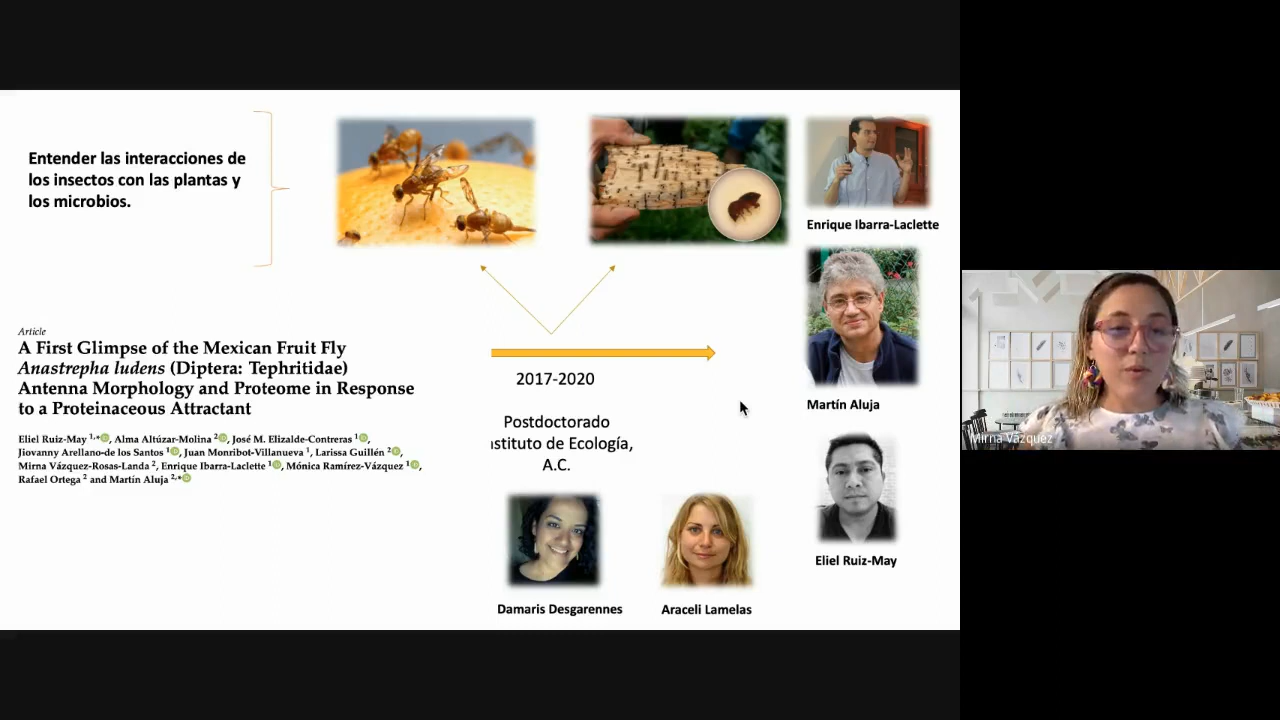 Entender las interacciones de
los insectos con las plantas y
los microbios.
Enrique Ibarra-Laclette
Martín Aluja
Article
A First Glimpse of the Mexican Fruit Fly
Anastrepha ludens (Diptera: Tephritidae)
Antenna Morphology and Proteome in Response
to a Proteinaceous Attractant
Eliel Ruiz-May 1,*, Alma Altúzar-Molina 2, José M. Elizalde-Contreras 1,
Jiovanny Arellano-de los Santos 1, Juan Monribot-Villanueva 1, Larissa Guillén 2,
Mirna Vázquez-Rosas-Landa 2, Enrique Ibarra-Laclette 1, Mónica Ramírez-Vázquez 1,
Rafael Ortega 2 and Martín Aluja 2,*
2017-2020
Postdoctorado
nstituto de Ecología,
A.C.
Eliel Ruiz-May
Damaris Desgarennes
Araceli Lamelas
Mirna Vázquez